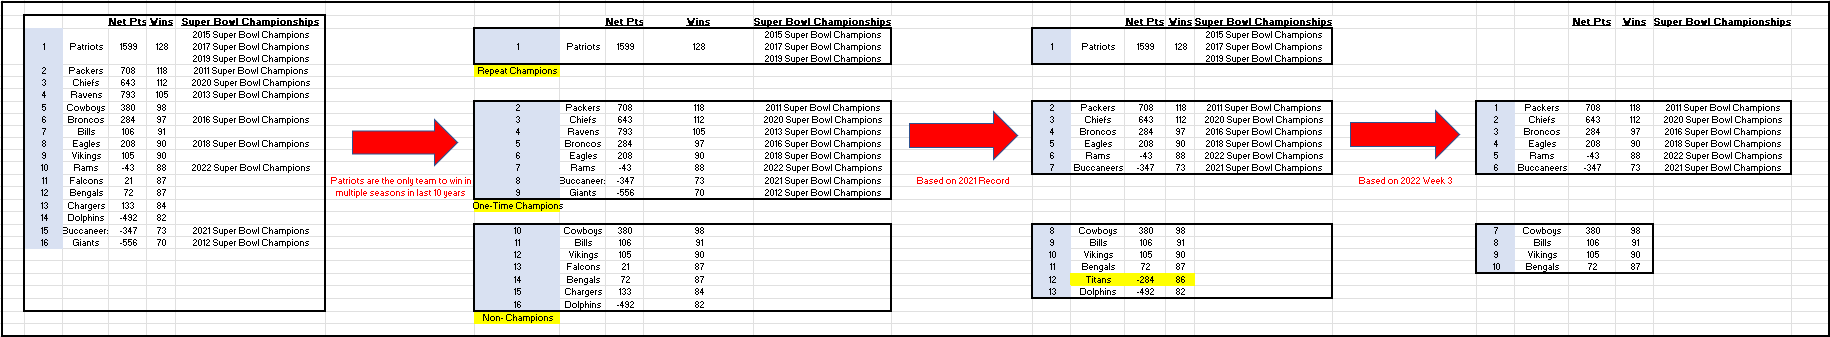 Net Pts Wins Super Bowl Championships
1 Patriots 1599 128 2015 Super Bowl Champions
2017 Super Bowl Champions
2019 Super Bowl Champions
2 Packers 708 118 2011 Super Bowl Champions
3 Chiefs 643 112 2020 Super Bowl Champions
4 Ravens 793 105 2013 Super Bowl Champions
5 Cowboys 380 98
6 Broncos 284 97 2016 Super Bowl Champions
7 Bills 106 91
8 Eagles 208 90 2018 Super Bowl Champions
9 Vikings 105 90
10 Rams -43 88 2022 Super Bowl Champions
11 Falcons 21 87
12 Bengals 72 87
13 Chargers 133 84
14 Dolphins -492 82
15 Buccaneer -347 73 2021 Super Bowl Champions
16 Giants -556 70 2012 Super Bowl Champions
Patriots are the only team to win in
multiple seasons in last 10 years
Net Pts Wins Super Bowl Championships
1 Patriots 1599 128 2015 Super Bowl Champions
2017 Super Bowl Champions
2019 Super Bowl Champions
Repeat Champions
2 Packers 708 118 2011 Super Bowl Champions
3 Chiefs 643 112 2020 Super Bowl Champions
4 Ravens 793 105 2013 Super Bowl Champions
5 Broncos 284 97 2016 Super Bowl Champions
6 Eagles 208 90 2018 Super Bowl Champions
7 Rams -43 88 2022 Super Bowl Champions
8 Buccaneer -347 73 2021 Super Bowl Champions
9 Giants -556 70 2012 Super Bowl Champions
One-Time Champions
10 Cowboys 380 98
11 Bills 106 91
12 Vikings 105 90
13 Falcons 21 87
14 Bengals 72 87
15 Chargers 133 84
16 Dolphins -492 82
Non- Champions
Based on 2021 Record
Net Pts Wins Super Bowl Championships
1 Patriots 1599 128 2015 Super Bowl Champions
2017 Super Bowl Champions
2019 Super Bowl Champions
2 Packers 708 118 2011 Super Bowl Champions
3 Chiefs 643 112 2020 Super Bowl Champions
4 Broncos 284 97 2016 Super Bowl Champions
5 Eagles 208 90 2018 Super Bowl Champions
6 Rams -43 88 2022 Super Bowl Champions
7 Buccaneers -347 73 2021 Super Bowl Champions
8 Cowboys 380 98
9 Bills 106 91
10 Vikings 105 90
11 Bengals 72 87
12 Titans -284 86
13 Dolphins -492 82
Based on 2022 Week 3
Net Pts Wins Super Bowl Championships
1 Packers 708 118 2011 Super Bowl Champions
2 Chiefs 643 112 2020 Super Bowl Champions
3 Broncos 284 97 2016 Super Bowl Champions
4 Eagles 208 90 2018 Super Bowl Champions
5 Rams -43 88 2022 Super Bowl Champions
6 Buccaneers -347 73 2021 Super Bowl Champions
7 Cowboys 380 98
8 Bills 106 91
9 Vikings 105 90
10 Bengals 72 87